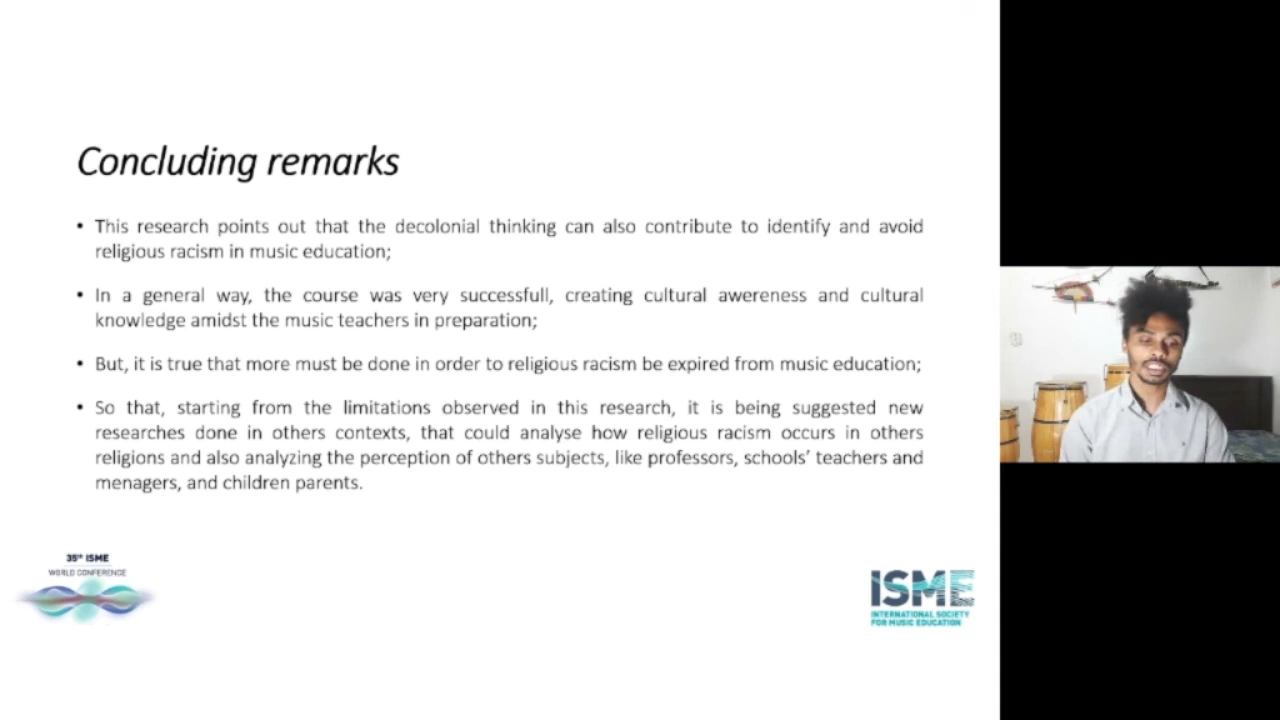 Concluding remarks
• This research points out that the decolonial thinking can also contribute to identify and avoid
religious racism in music education;
• In a general way, the course was very successfull, creating cultural awereness and cultural
knowledge amidst the music teachers in preparation;
• But, it is true that more must be done in order to religious racism be expired from music education;
• So that, starting from the limitations observed in this research, it is being suggested new
researches done in others contexts, that could analyse how religious racism occurs in others
religions and also analyzing the perception of others subjects, like professors, schools’ teachers and
menagers, and children parents.
35th ISME
WORLD CONFERENCE
ISME
INTERNATIONAL SOCIETY
FOR MUSIC EDUCATION